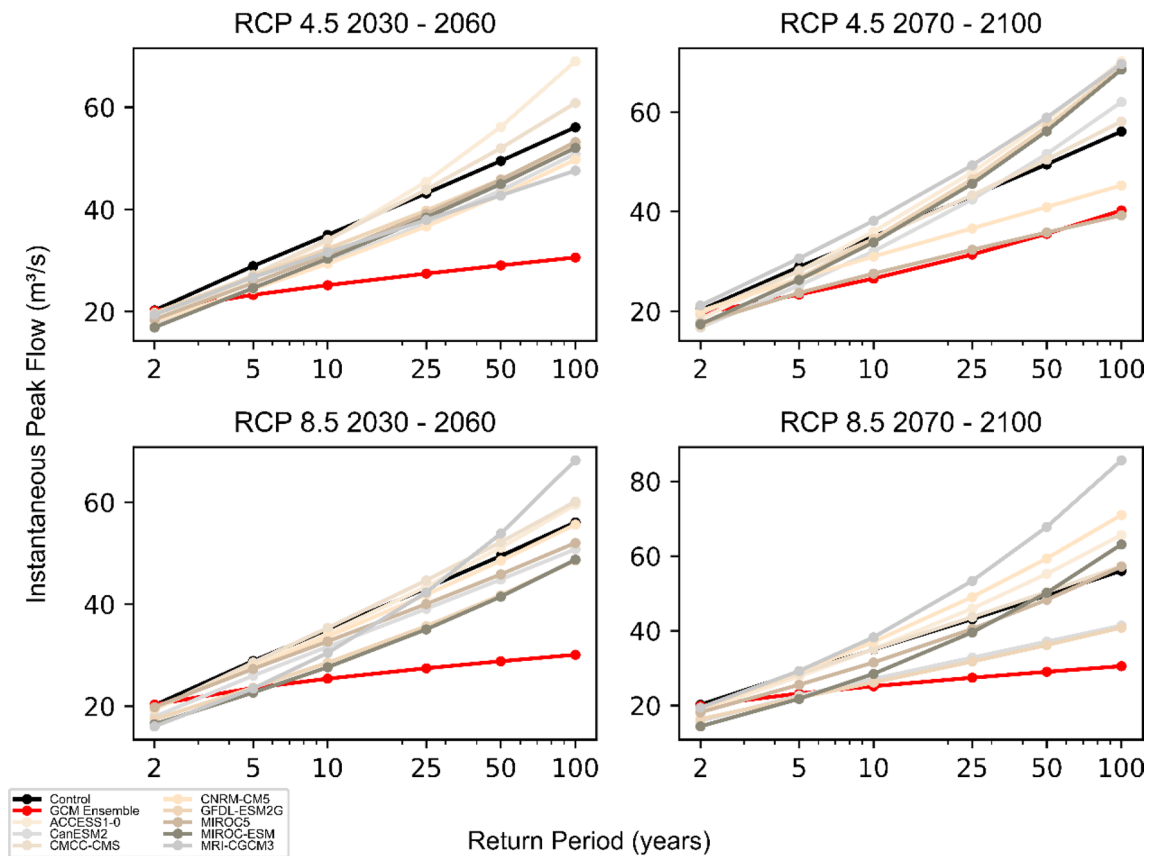 RCP 4.5 2030 - 2060
RCP 4.5 2070 - 2100
60
40
20
2 5 10 25 50 100
60
40
20
2 5 10 25 50 100
RCP 8.5 2030 - 2060
RCP 8.5 2070 - 2100
60
40
20
2 5 10 25 50 100
80
60
40
20
2 5 10 25 50 100
Instantaneous Peak Flow (m³/s)
Return Period (years)
Control
GCM Ensemble
ACCESS1-0
CanESM2
CMCC-CMS
CNRM-CM5
GFDL-ESM2G
MIROC5
MIROC-ESM
MRI-CGCM3